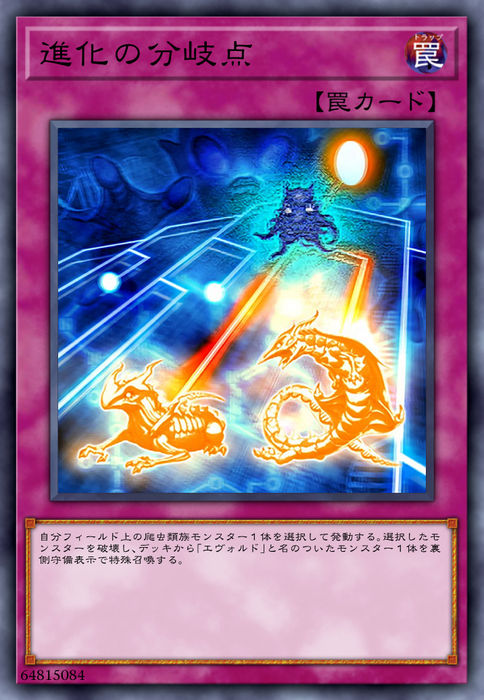 進化の分岐点
トラップ
罠
【罠カード】
自分フィールド上の爬虫類族モンスター1体を選択して発動する。選択したモ
ンスターを破壊し、デッキから「エヴォルド」と名のついたモンスター1体を裏
側守備表示で特殊召喚する。
64815084